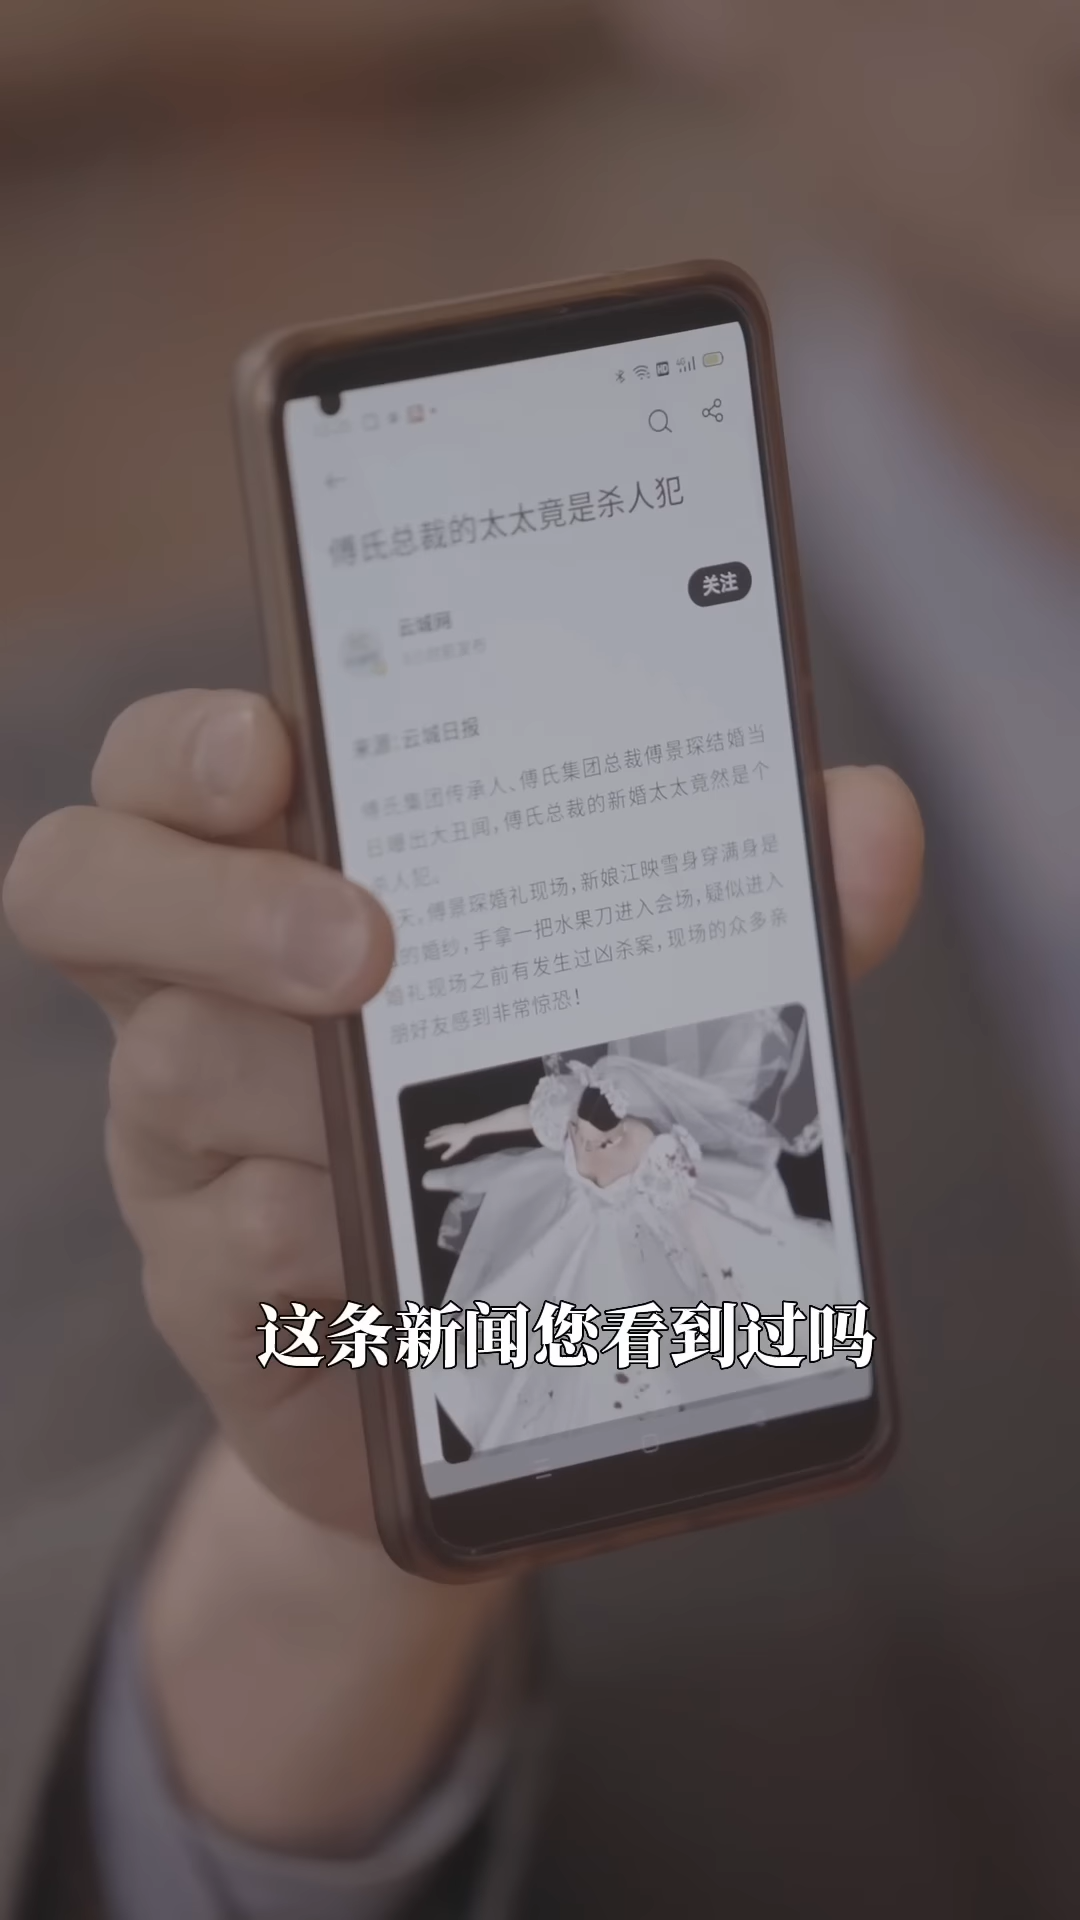 傅氏总裁的太太竟是杀人犯
关注
云城网
来源：云城日报
傅氏集团传承人、傅氏集团总裁傅景琛结婚当
日曝出大丑闻，傅氏总裁的新婚太太竟然是个
杀人犯。
天，傅景琛婚礼现场，新娘江映雪身穿满身是
的婚纱，手拿一把水果刀进入会场，疑似进入
婚礼现场之前有发生过凶杀案，现场的众多亲
朋好友感到非常惊恐！
这条新闻您看到过吗